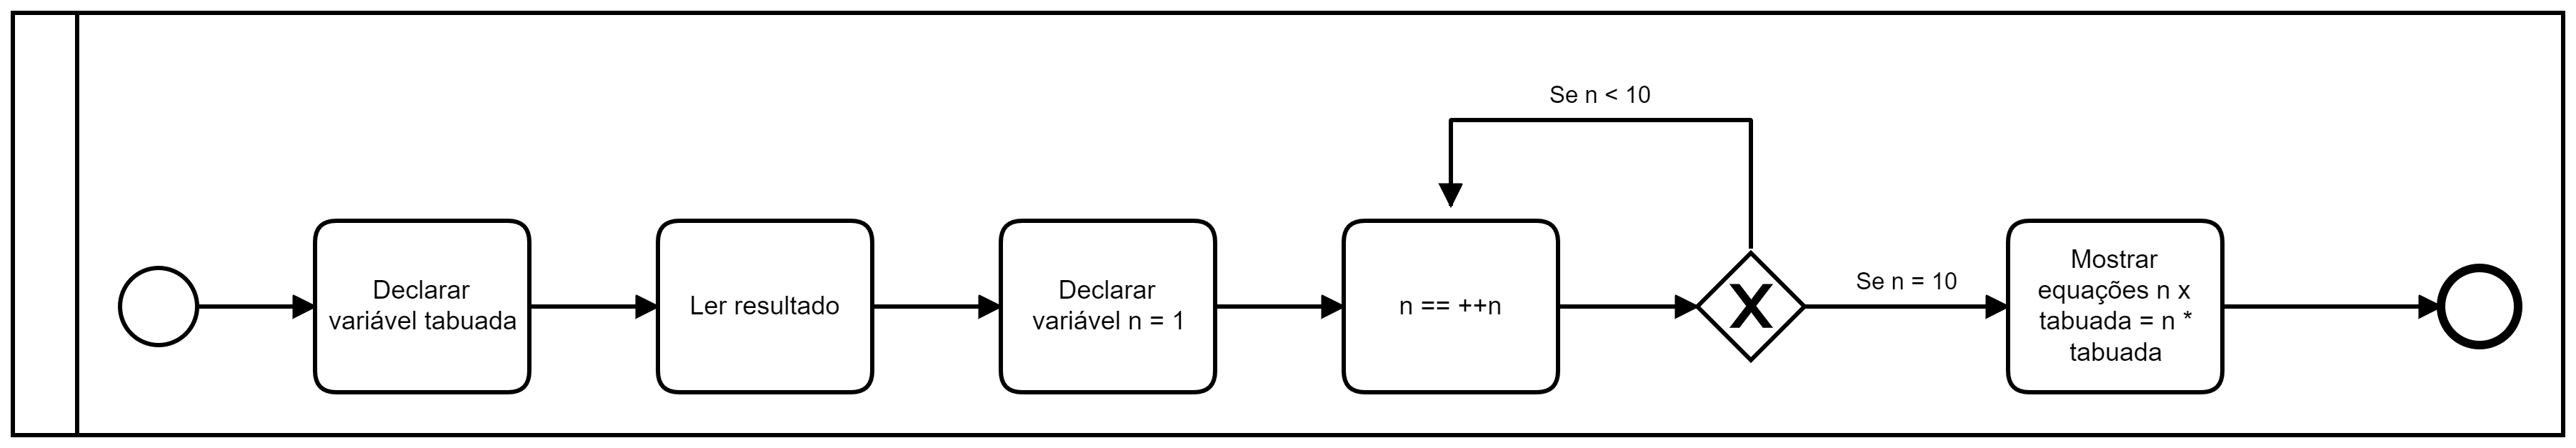 Se n < 10
Declarar
variável tabuada
Ler resultado
Declarar
variável n = 1
n == ++n
X
Se n = 10
Mostrar
equações n x
tabuada = n *
tabuada